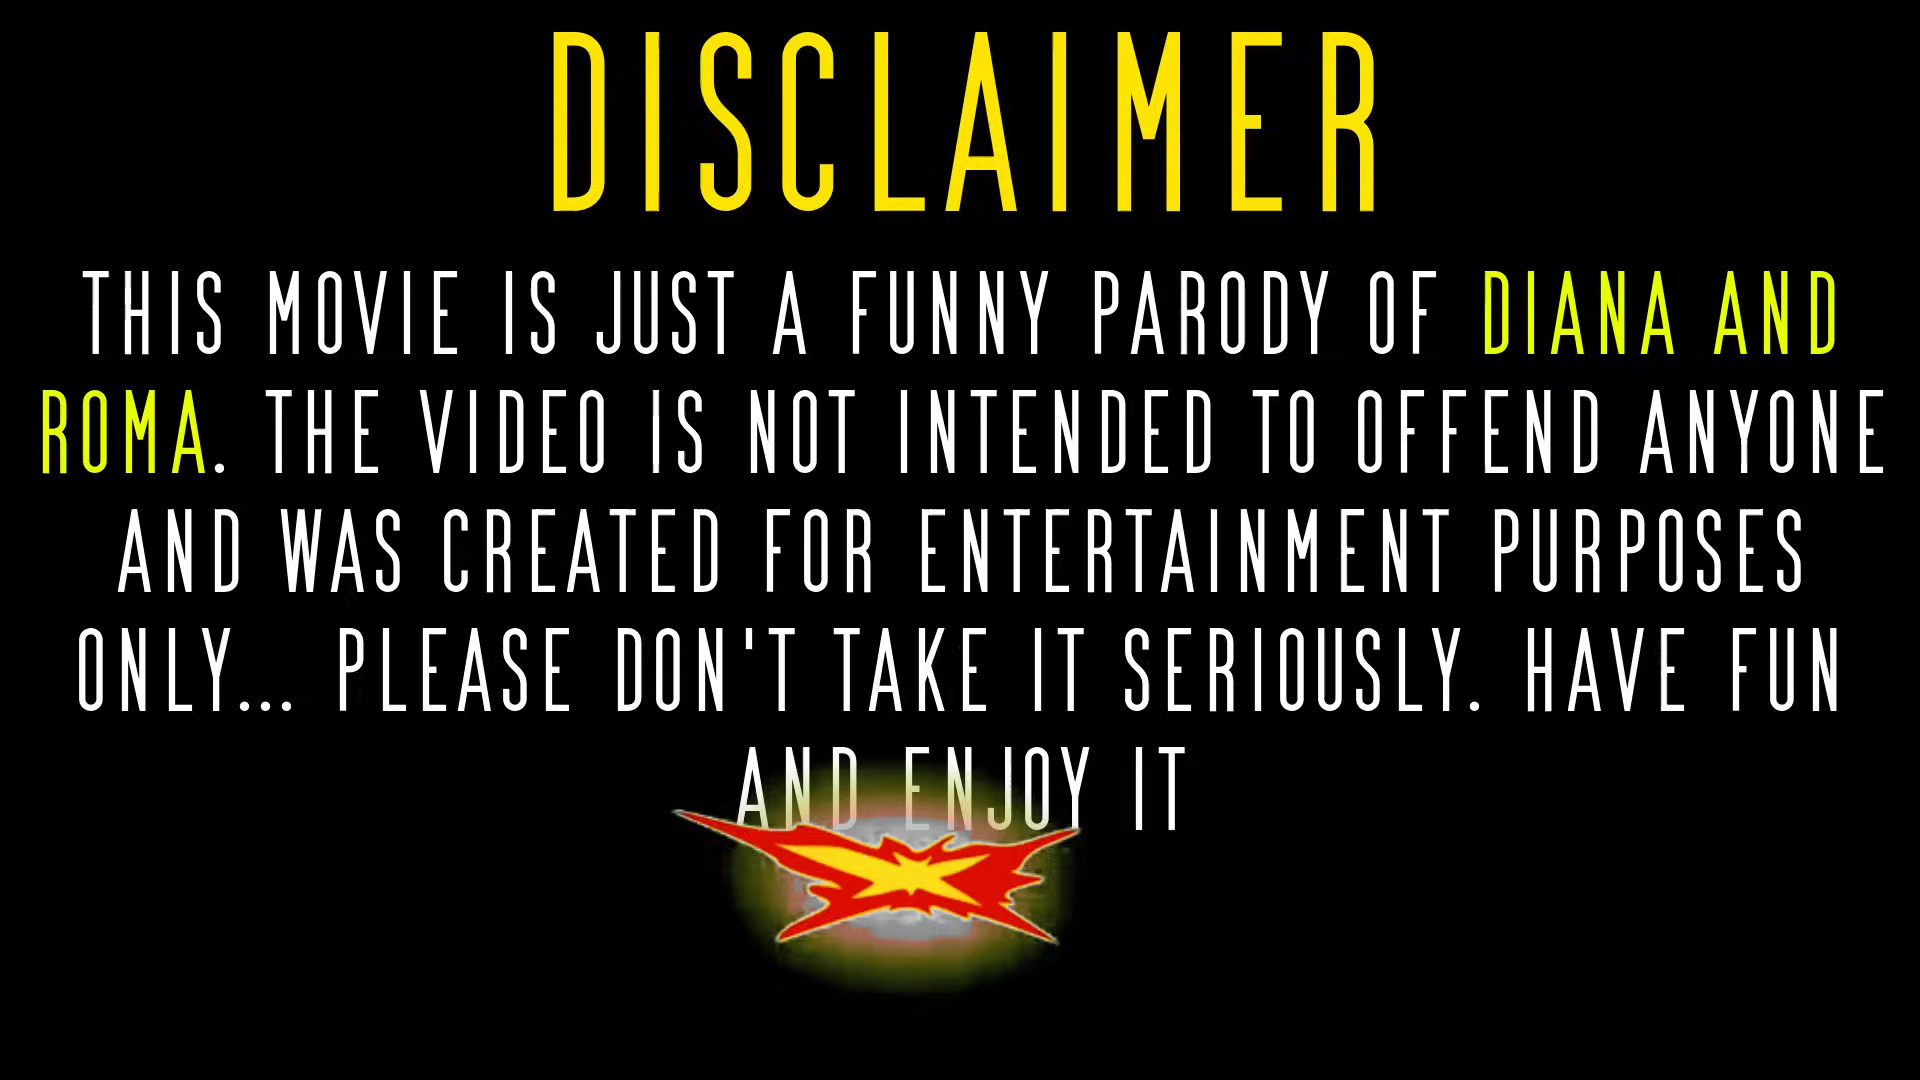 DISCLAIMER
THIS MOVIE IS JUST A FUNNY PARODY OF DIANA AND
ROMA. THE VIDEO IS NOT INTENDED TO OFFEND ANYONE
AND WAS CREATED FOR ENTERTAINMENT PURPOSES
ONLY... PLEASE DON'T TAKE IT SERIOUSLY. HAVE FUN
AND ENJOY IT